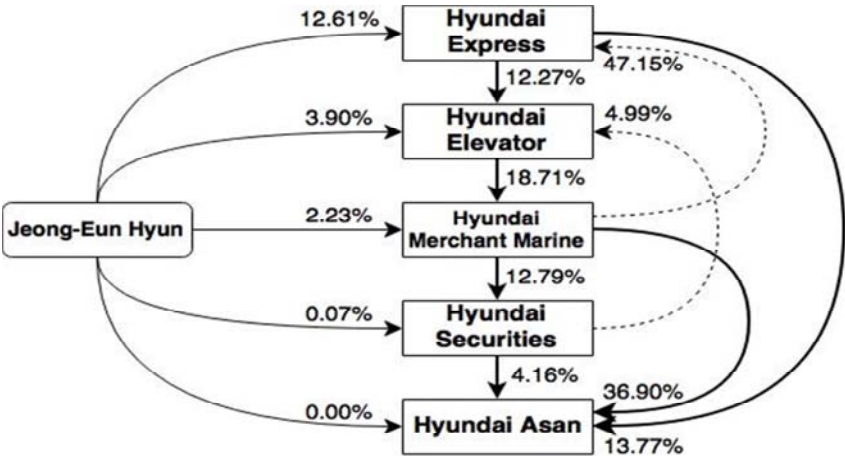 12.61%
Hyundai
Express
47.15%
12.27%
3.90%
Hyundai
Elevator
4.99%
18.71%
Jeong-Eun Hyun
2.23%
Hyundai
Merchant Marine
12.79%
0.07%
Hyundai
Securities
4.16%
36.90%
0.00%
Hyundai Asan
13.77%